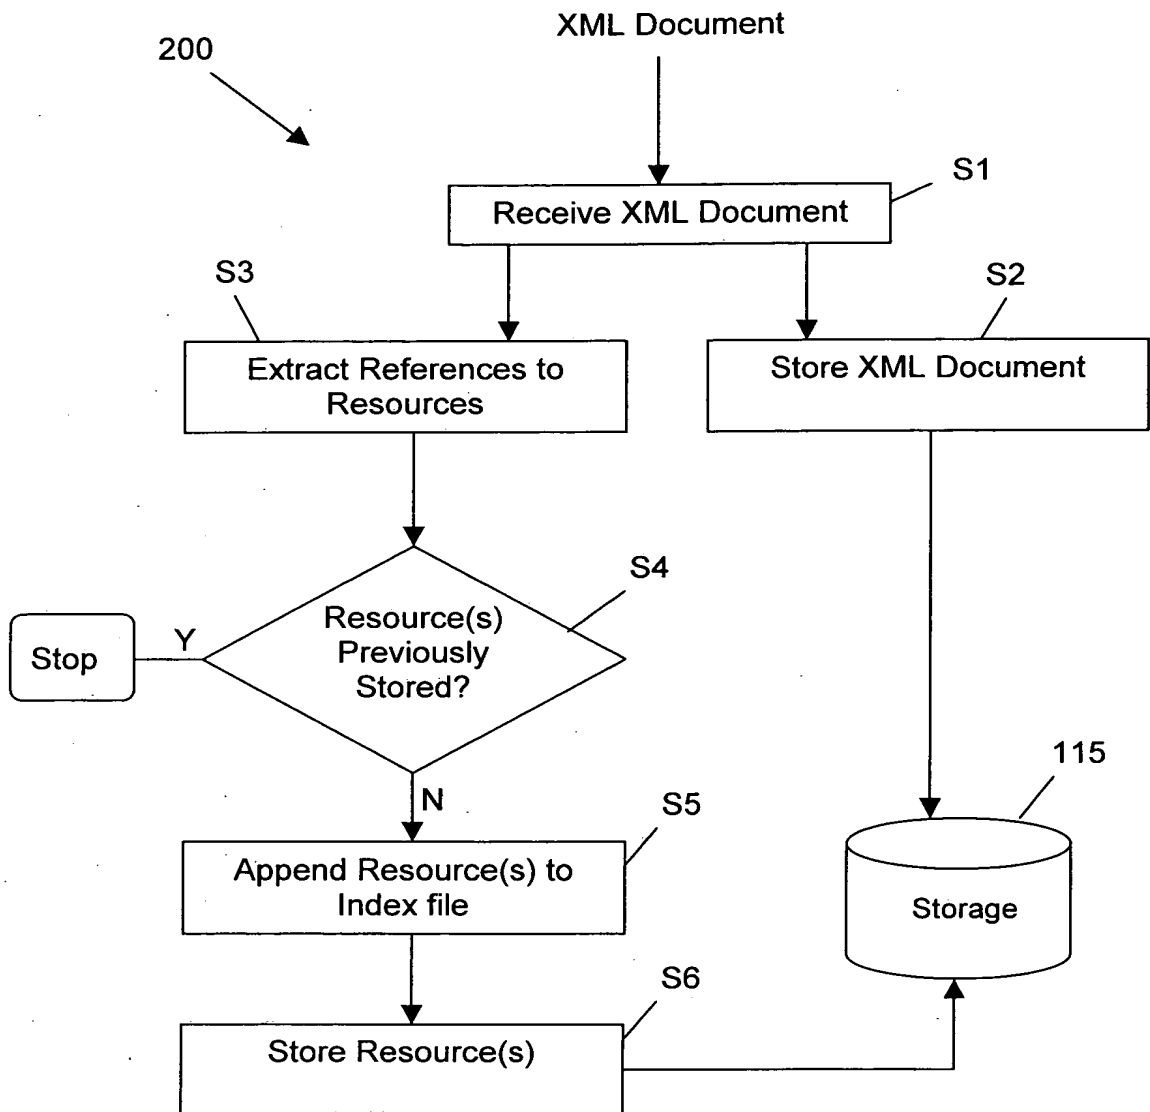 XML Document
200
S1
Receive XML Document
S3
S2
Extract References to
Resources
Store XML Document
S4
Resource(s)
Previously
Stored?
Y
Stop
N
115
S5
Append Resource(s) to
Index file
Storage
S6
Store Resource(s)